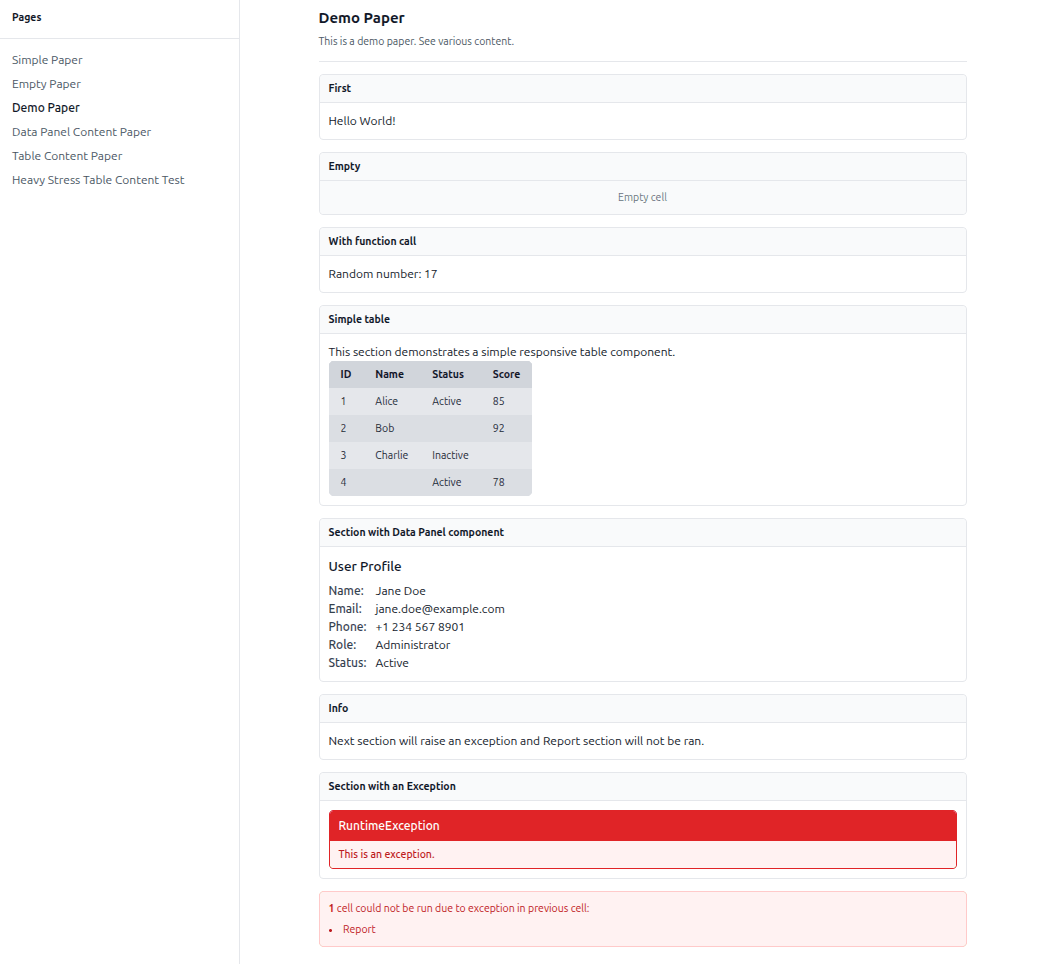 Pages
Simple Paper
Empty Paper
Demo Paper
Data Panel Content Paper
Table Content Paper
Heavy Stress Table Content Test
Demo Paper
This is a demo paper. See various content.
First
Hello World!
Empty
Empty cell
With function call
Random number: 17
Simple table
This section demonstrates a simple responsive table component.
ID Name Status Score
1 Alice Active 85
2 Bob 92
3 Charlie Inactive
4 Active 78
Section with Data Panel component
User Profile
Name: Jane Doe
Email: jane.doe@example.com
Phone: +1 234 567 8901
Role: Administrator
Status: Active
Info
Next section will raise an exception and Report section will not be ran.
Section with an Exception
RuntimeException
This is an exception.
1 cell could not be run due to exception in previous cell:
• Report